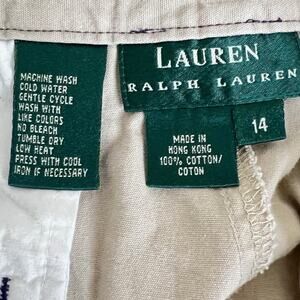 MACHINE WASH
COLD WATER
GENTLE CYCLE
WASH WITH
LIKE COLORS
NO BLEACH
TUMBLE DRY
LOW HEAT
PRESS WITH COOL
IRON IF NECESSARY
LAUREN
RALPH LAUREN
MADE IN
HONG KONG
100% COTTON/
COTON
14